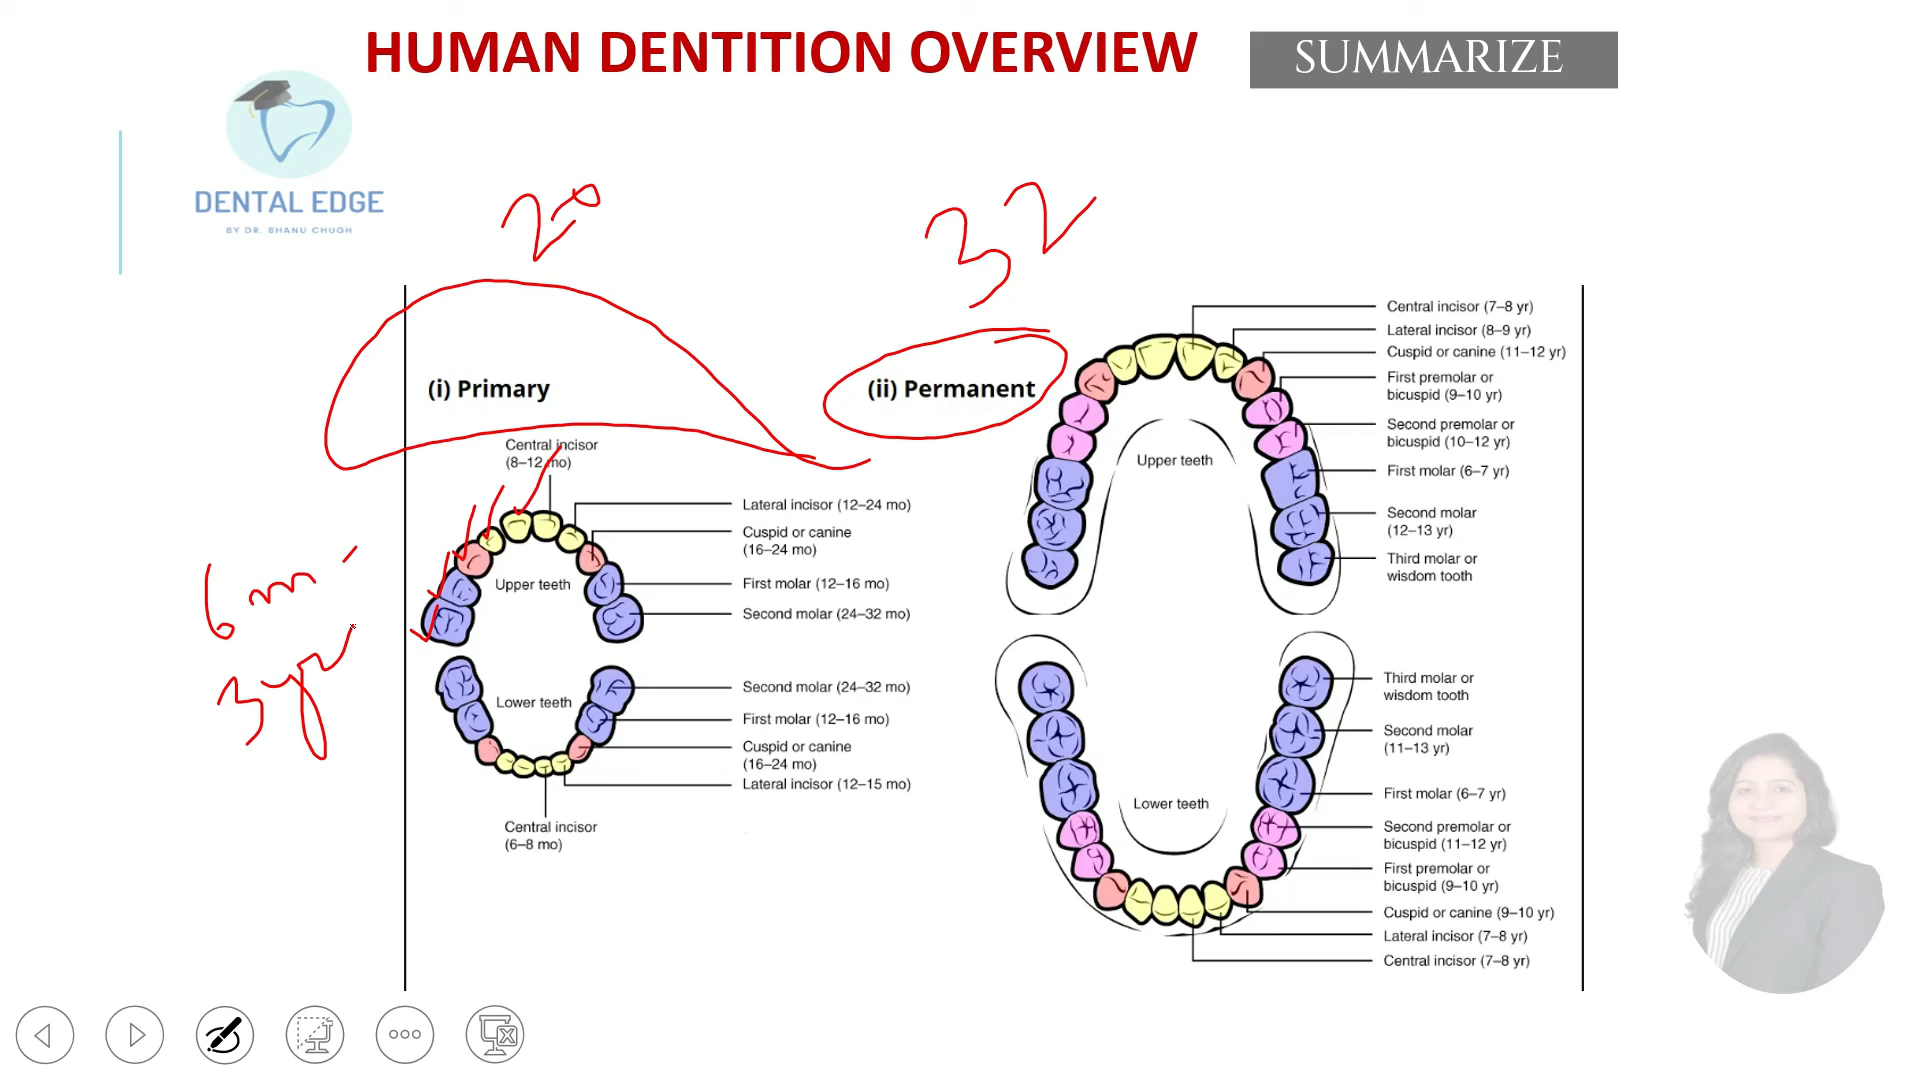 HUMAN DENTITION OVERVIEW
SUMMARIZE
DENTAL EDGE
BY DR. BHANU CHUGH
20
32
(i) Primary
Central incisor
(8–12 mo)
Lateral incisor (12–24 mo)
Cuspid or canine
(16–24 mo)
Upper teeth
First molar (12–16 mo)
Second molar (24–32 mo)
6 m -
3yr
Lower teeth
Second molar (24–32 mo)
First molar (12–16 mo)
Cuspid or canine
(16–24 mo)
Lateral incisor (12–15 mo)
Central incisor
(6–8 mo)
(ii) Permanent
Central incisor (7–8 yr)
Lateral incisor (8–9 yr)
Cuspid or canine (11–12 yr)
First premolar or
bicuspid (9–10 yr)
Second premolar or
bicuspid (10–12 yr)
Upper teeth
First molar (6–7 yr)
Second molar
(12–13 yr)
Third molar or
wisdom tooth
Third molar or
wisdom tooth
Second molar
(11–13 yr)
Lower teeth
First molar (6–7 yr)
Second premolar or
bicuspid (11–12 yr)
First premolar or
bicuspid (9–10 yr)
Cuspid or canine (9–10 yr)
Lateral incisor (7–8 yr)
Central incisor (7–8 yr)